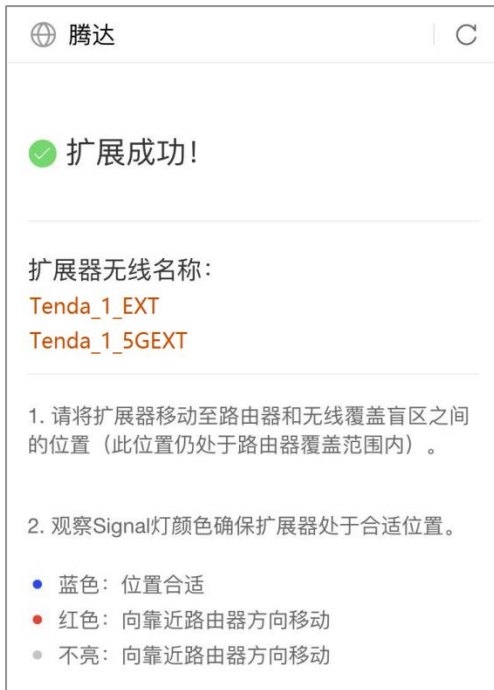 腾达
扩展成功！
扩展器无线名称：
Tenda_1_EXT
Tenda_1_5GEXT
1. 请将扩展器移动至路由器和无线覆盖盲区之间
的位置（此位置仍处于路由器覆盖范围内）。
2. 观察Signal灯颜色确保扩展器处于合适位置。
蓝色：位置合适
红色：向靠近路由器方向移动
不亮：向靠近路由器方向移动